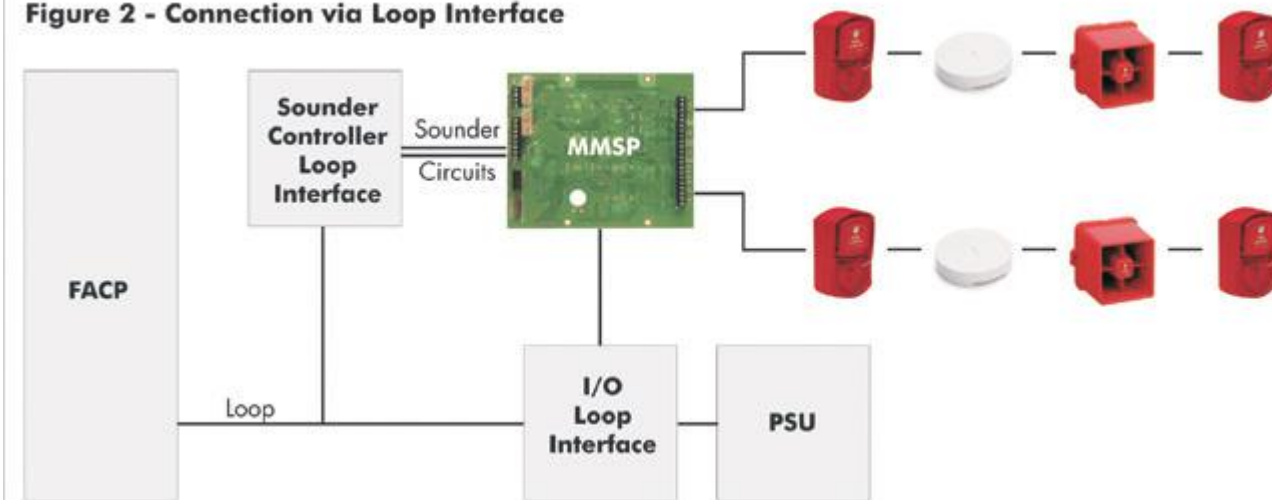 Figure 2 - Connection via Loop Interface
FACP
Sounder
Controller
Loop
Interface
Sounder
Circuits
MMSP
Loop
I/O
Loop
Interface
PSU